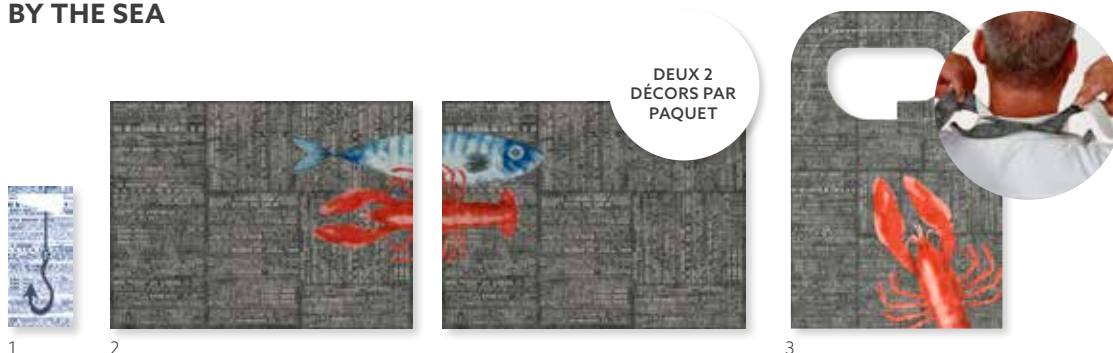 BY THE SEA
DEUX 2
DÉCORS PAR
PAQUET
1
2
3